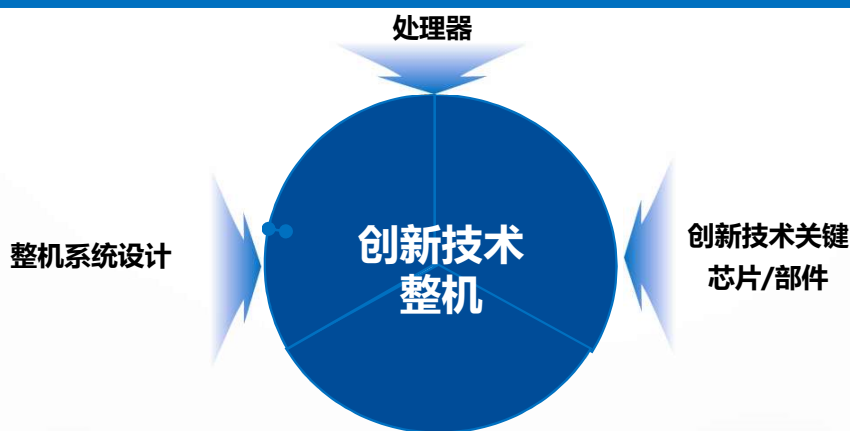 处理器
整机系统设计
创新技术
整机
创新技术关键
芯片/部件